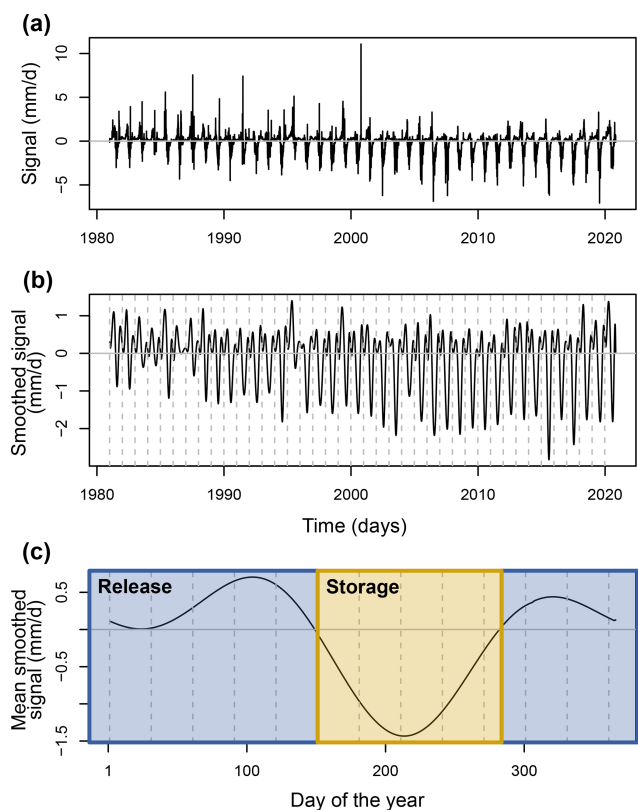 (a)
Signal (mm/d)
10
5
0
−5
1980
1990
2000
2010
2020
(b)
Smoothed signal
(mm/d)
1
0
−1
−2
1980
1990
2000
2010
2020
Time (days)
(c)
Release
Storage
Mean smoothed
signal (mm/d)
0.5
−0.5
−1.5
1
100
200
300
Day of the year